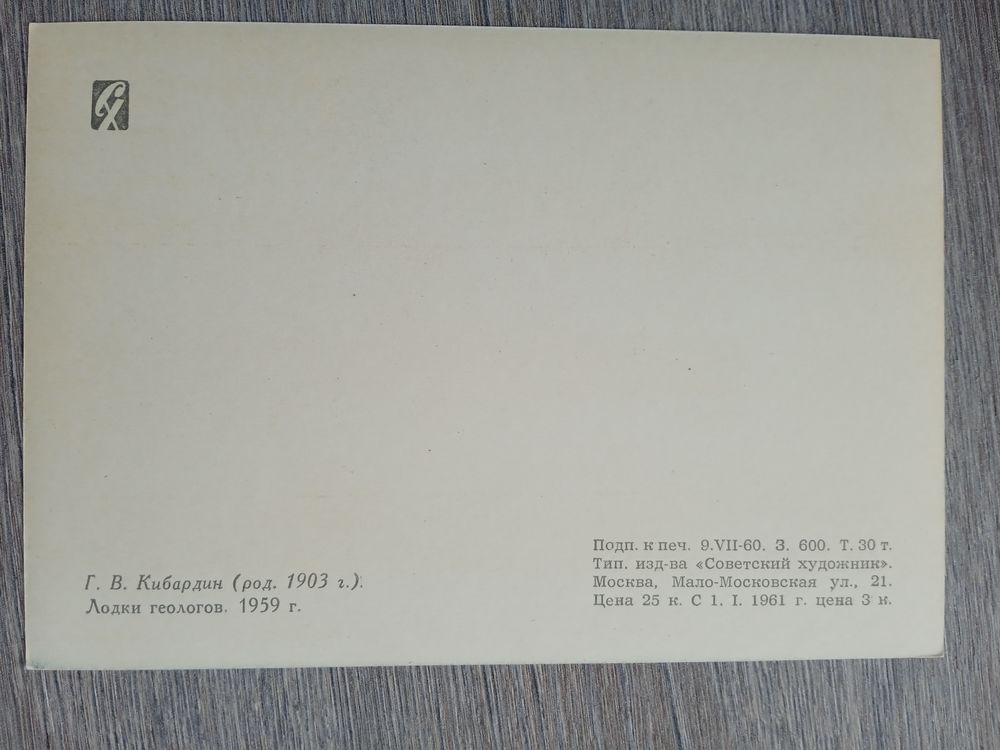 СХ
Г. В. Кибардин (род. 1903 г.).
Лодки геологов. 1959 г.
Подп. к печ. 9.VII-60. З. 600. Т. 30 т.
Тип. изд-ва «Советский художник».
Москва, Мало-Московская ул., 21.
Цена 25 к. С 1. I. 1961 г. цена 3 к.